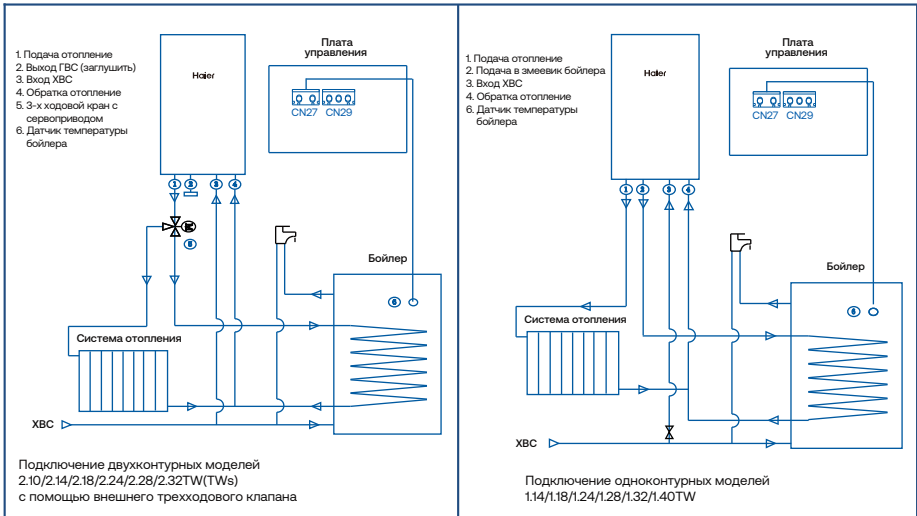 1. Подача отопление
2. Выход ГВС (заглушить)
3. Вход ХВС
4. Обратка отопление
5. 3-х ходовой кран с
сервоприводом
6. Датчик температуры
бойлера
Haier
Плата
управления
CN27 CN29
1 2 3 4
M
5
Бойлер
6
Система отопления
ХВС
Подключение двухконтурных моделей
2.10/2.14/2.18/2.24/2.28/2.32TW(TWs)
с помощью внешнего трехходового клапана
1. Подача отопление
2. Подача в змеевик бойлера
3. Вход ХВС
4. Обратка отопление
6. Датчик температуры
бойлера
Haier
Плата
управления
CN27 CN29
1 2 3 4
Бойлер
6
Система отопления
ХВС
Подключение одноконтурных моделей
1.14/1.18/1.24/1.28/1.32/1.40TW